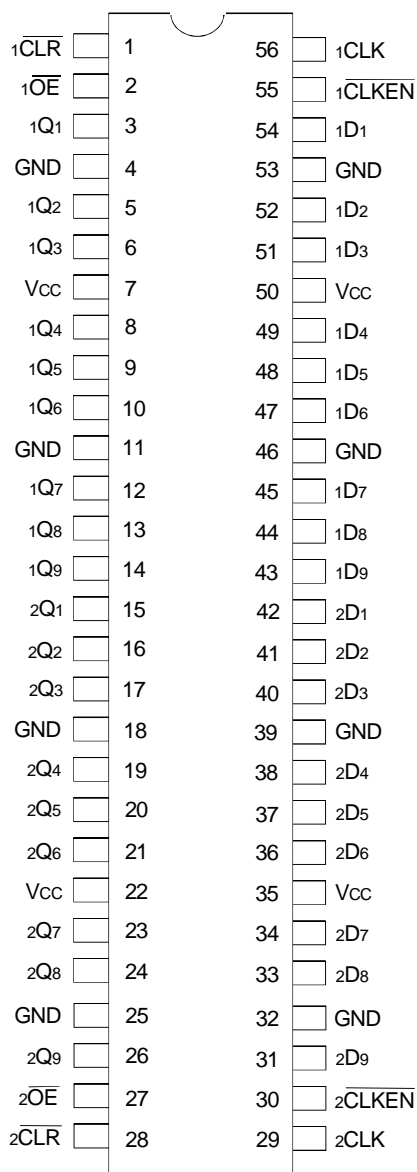 1CLR 1 56 1CLK
1OE 2 55 1CLKEN
1Q1 3 54 1D1
GND 4 53 GND
1Q2 5 52 1D2
1Q3 6 51 1D3
VCC 7 50 VCC
1Q4 8 49 1D4
1Q5 9 48 1D5
1Q6 10 47 1D6
GND 11 46 GND
1Q7 12 45 1D7
1Q8 13 44 1D8
1Q9 14 43 1D9
2Q1 15 42 2D1
2Q2 16 41 2D2
2Q3 17 40 2D3
GND 18 39 GND
2Q4 19 38 2D4
2Q5 20 37 2D5
2Q6 21 36 2D6
VCC 22 35 VCC
2Q7 23 34 2D7
2Q8 24 33 2D8
GND 25 32 GND
2Q9 26 31 2D9
2OE 27 30 2CLKEN
2CLR 28 29 2CLK